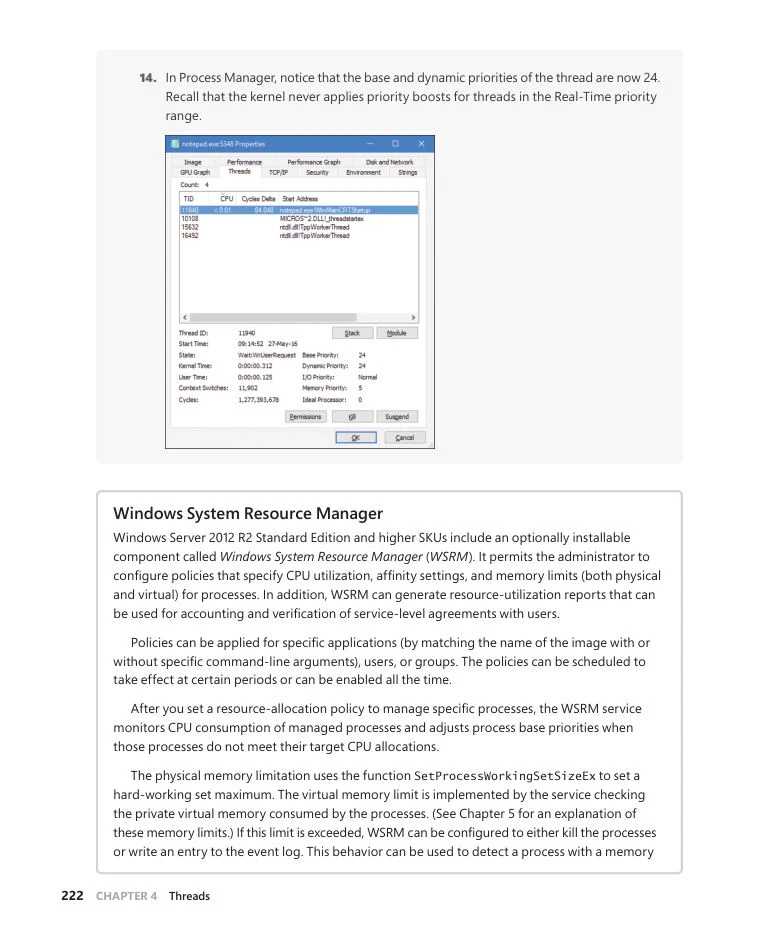 14. In Process Manager, notice that the base and dynamic priorities of the thread are now 24.
Recall that the kernel never applies priority boosts for threads in the Real-Time priority
range.
notepad.exe:5348 Properties
Image Performance Performance Graph Disk and Network
GPU Graph Threads TCP/IP Security Environment Strings
Count: 4
TID CPU Cycles Delta Start Address
11940 < 0.01 84,048 notepad.exe!WinMainCRTStartup
10108 MICROS~2.DLL!_threadstartex
15632 ntdll.dll!TppWorkerThread
16492 ntdll.dll!TppWorkerThread
Thread ID: 11940 Stack Module
Start Time: 09:14:52 27-May-16
State: Wait:WrUserRequest Base Priority: 24
Kernel Time: 0:00:00.312 Dynamic Priority: 24
User Time: 0:00:00.125 I/O Priority: Normal
Context Switches: 11,902 Memory Priority: 5
Cycles: 1,277,393,678 Ideal Processor: 0
Permissions Kill Suspend
OK Cancel
Windows System Resource Manager
Windows Server 2012 R2 Standard Edition and higher SKUs include an optionally installable
component called Windows System Resource Manager (WSRM). It permits the administrator to
configure policies that specify CPU utilization, affinity settings, and memory limits (both physical
and virtual) for processes. In addition, WSRM can generate resource-utilization reports that can
be used for accounting and verification of service-level agreements with users.
Policies can be applied for specific applications (by matching the name of the image with or
without specific command-line arguments), users, or groups. The policies can be scheduled to
take effect at certain periods or can be enabled all the time.
After you set a resource-allocation policy to manage specific processes, the WSRM service
monitors CPU consumption of managed processes and adjusts process base priorities when
those processes do not meet their target CPU allocations.
The physical memory limitation uses the function SetProcessWorkingSetSizeEx to set a
hard-working set maximum. The virtual memory limit is implemented by the service checking
the private virtual memory consumed by the processes. (See Chapter 5 for an explanation of
these memory limits.) If this limit is exceeded, WSRM can be configured to either kill the processes
or write an entry to the event log. This behavior can be used to detect a process with a memory
222 CHAPTER 4 Threads